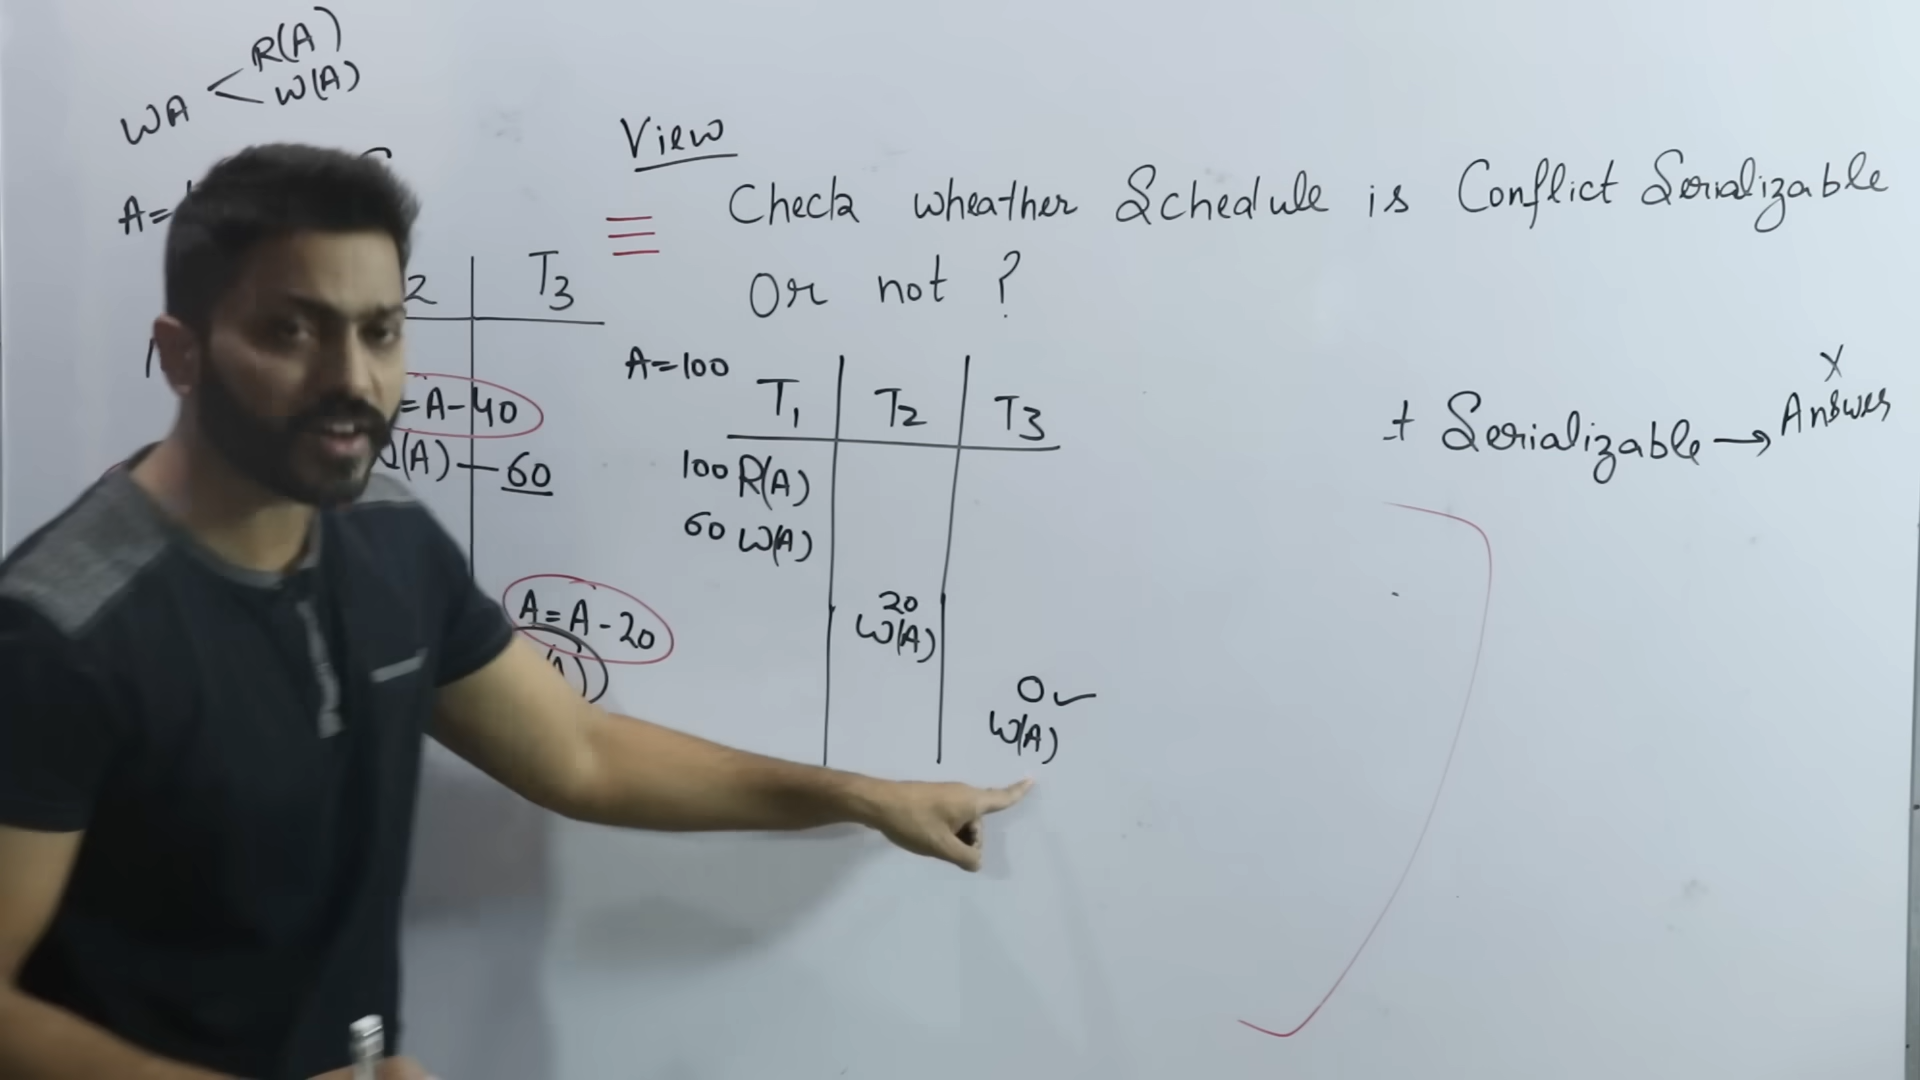 WA < R(A)
W(A)
View
A=
Check wheather Schedule is Conflict Serializable
Or not ?
2 T3
=A-40
(A) — 60
A=A-20
A=100
T1 T2 T3
100 R(A)
60 W(A)
20
W(A)
0
W(A)
Serializable → Answer
X